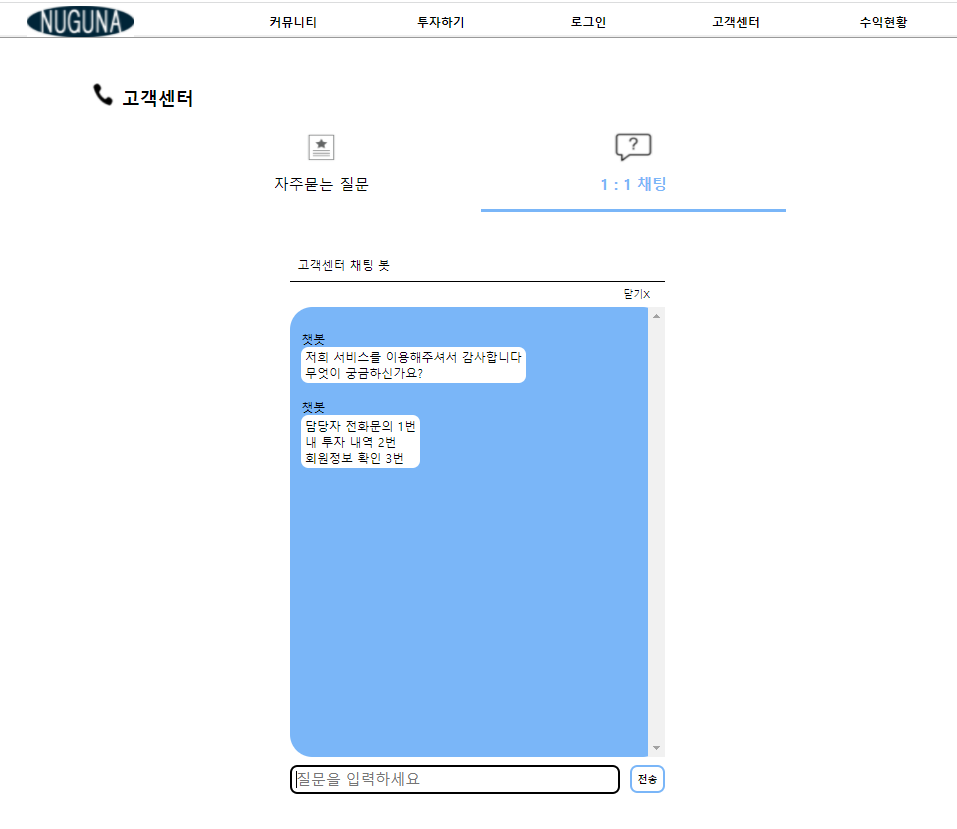 NUGUNA 커뮤니티 투자하기 로그인 고객센터 수익현황
고객센터
자주묻는 질문 1 : 1 채팅
고객센터 채팅 봇
닫기X
챗봇
저희 서비스를 이용해주셔서 감사합니다
무엇이 궁금하신가요?
챗봇
담당자 전화문의 1번
내 투자 내역 2번
회원정보 확인 3번
질문을 입력하세요 전송